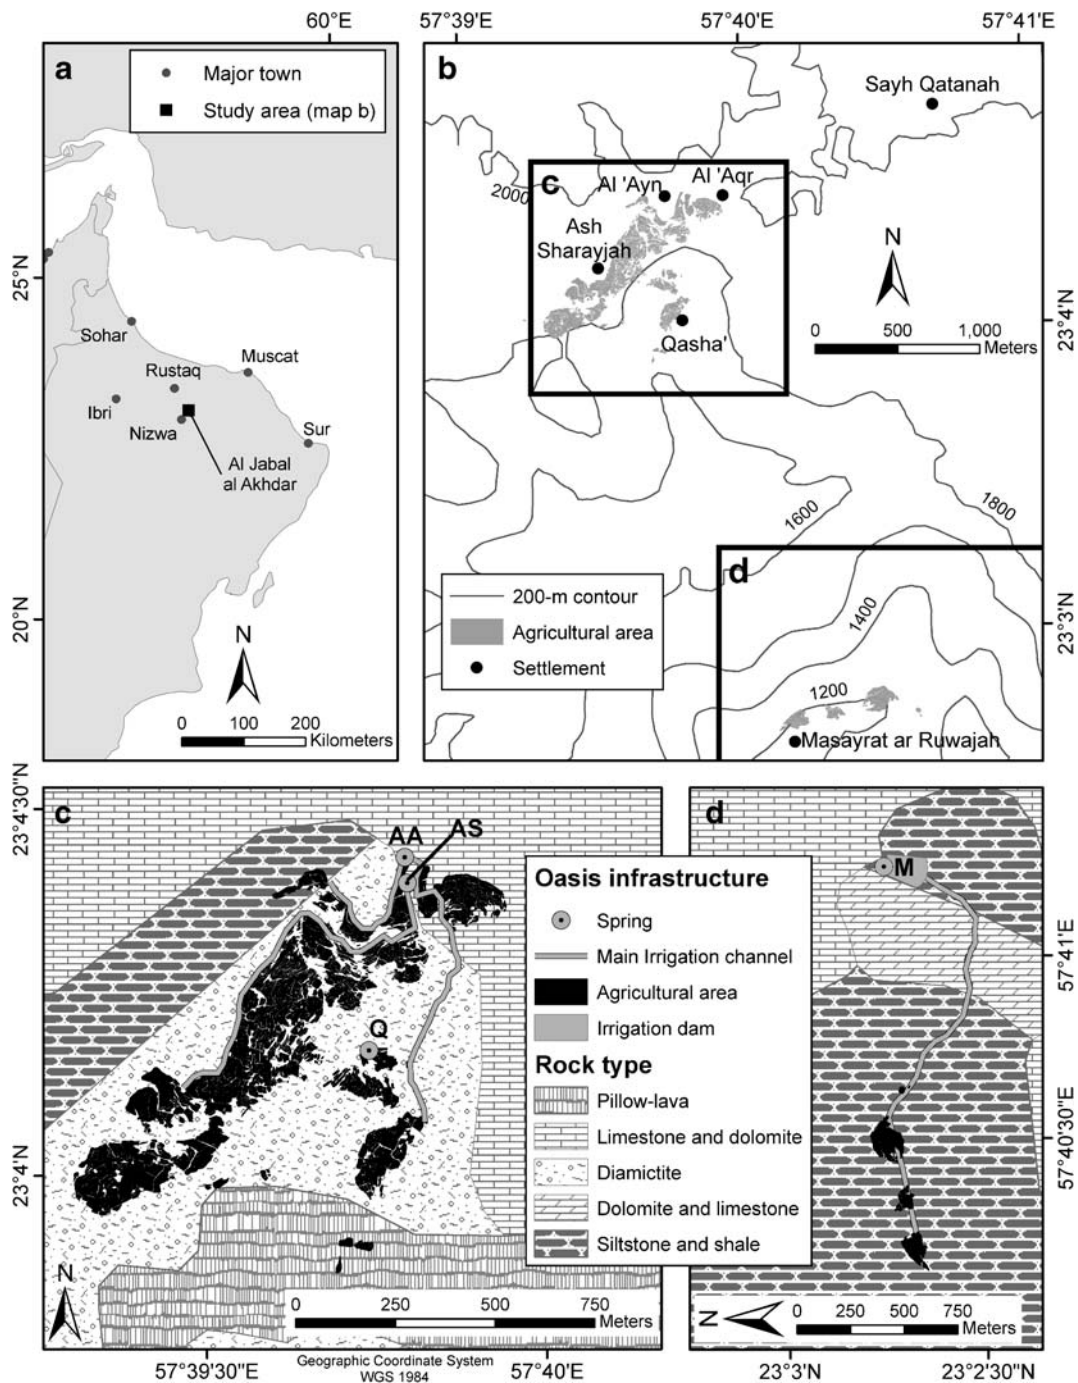 60°E
57°39'E
57°40'E
57°41'E
a
Major town
Study area (map b)
25°N
20°N
Sohar
Muscat
Rustaq
Ibri
Nizwa
Sur
Al Jabal
al Akhdar
N
0 100 200
Kilometers
b
Sayh Qatanah
2000
c
Al 'Ayn
Al 'Aqr
Ash
Sharayjah
Qasha'
N
0 500 1,000
Meters
23°4'N
23°3'N
1600
1800
1400
1200
d
Masayrat ar Ruwajah
200-m contour
Agricultural area
Settlement
23°4'30"N
23°4'N
c
AA
AS
Q
N
0 250 500 750
Meters
57°39'30"E
57°40'E
Geographic Coordinate System
WGS 1984
Oasis infrastructure
Spring
Main Irrigation channel
Agricultural area
Irrigation dam
Rock type
Pillow-lava
Limestone and dolomite
Diamictite
Dolomite and limestone
Siltstone and shale
d
M
57°41'E
57°40'30"E
N
0 250 500 750
Meters
23°3'N
23°2'30"N